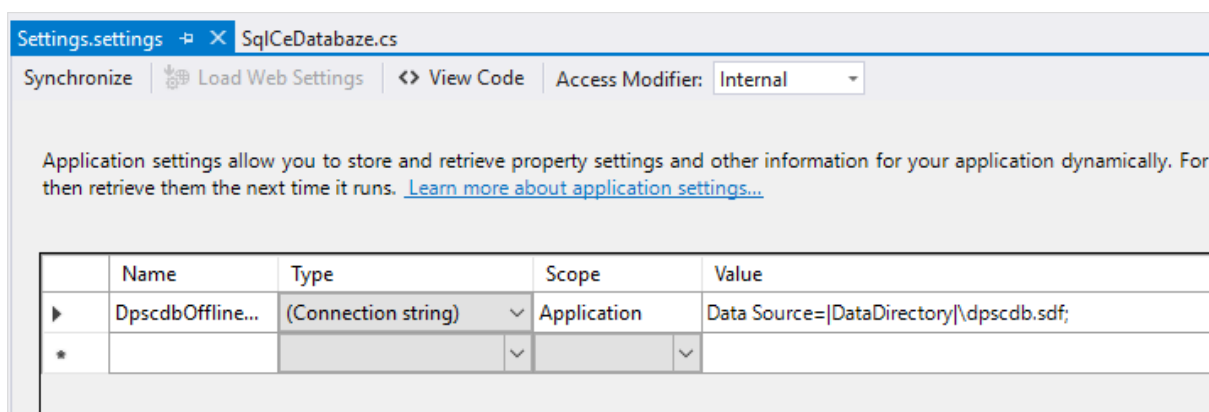 Settings.settings SqlCeDatabaze.cs
Synchronize Load Web Settings <> View Code Access Modifier: Internal
Application settings allow you to store and retrieve property settings and other information for your application dynamically. For
then retrieve them the next time it runs. Learn more about application settings...
Name Type Scope Value
DpscdbOffline... (Connection string) Application Data Source=|DataDirectory|\dpscdb.sdf;
*